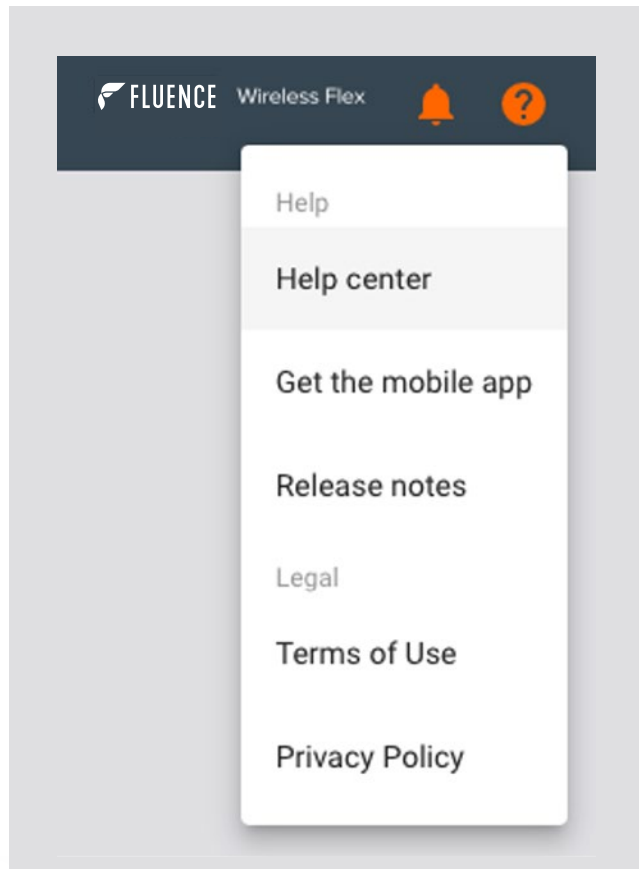 FLUENCE Wireless Flex ?
Help
Help center
Get the mobile app
Release notes
Legal
Terms of Use
Privacy Policy